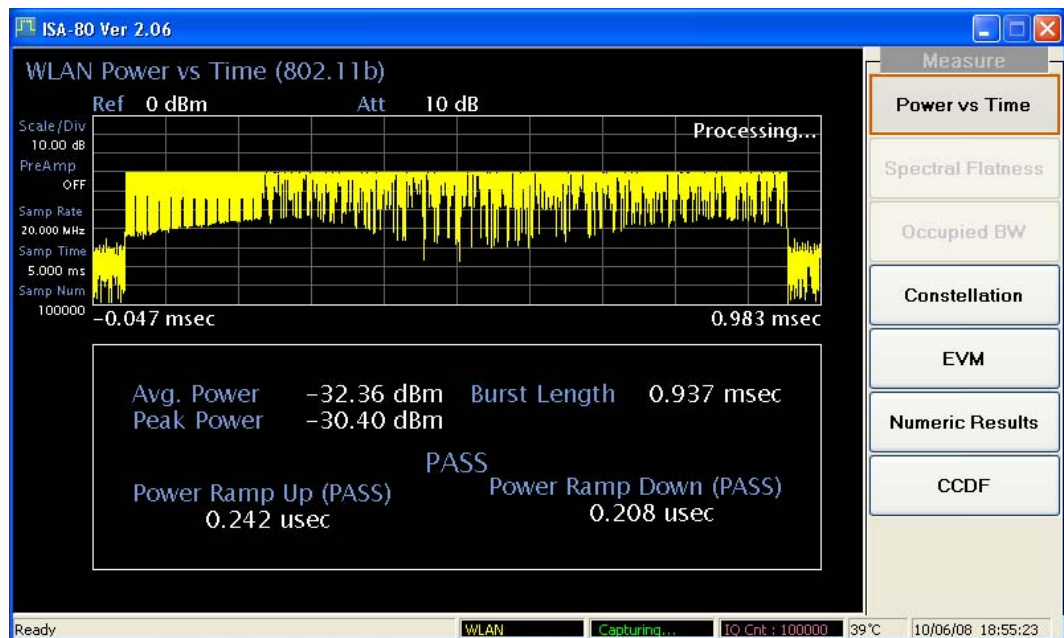 ISA-80 Ver 2.06
WLAN Power vs Time (802.11b)
Ref 0 dBm Att 10 dB
Scale/Div
10.00 dB
PreAmp
OFF
Samp Rate
20.000 MHz
Samp Time
5.000 ms
Samp Num
100000
Processing...
-0.047 msec 0.983 msec
Avg. Power -32.36 dBm Burst Length 0.937 msec
Peak Power -30.40 dBm
PASS
Power Ramp Up (PASS) Power Ramp Down (PASS)
0.242 usec 0.208 usec
Measure
Power vs Time
Spectral Flatness
Occupied BW
Constellation
EVM
Numeric Results
CCDF
Ready WLAN Capturing... IQ Cnt : 100000 39°C 10/06/08 18:55:23